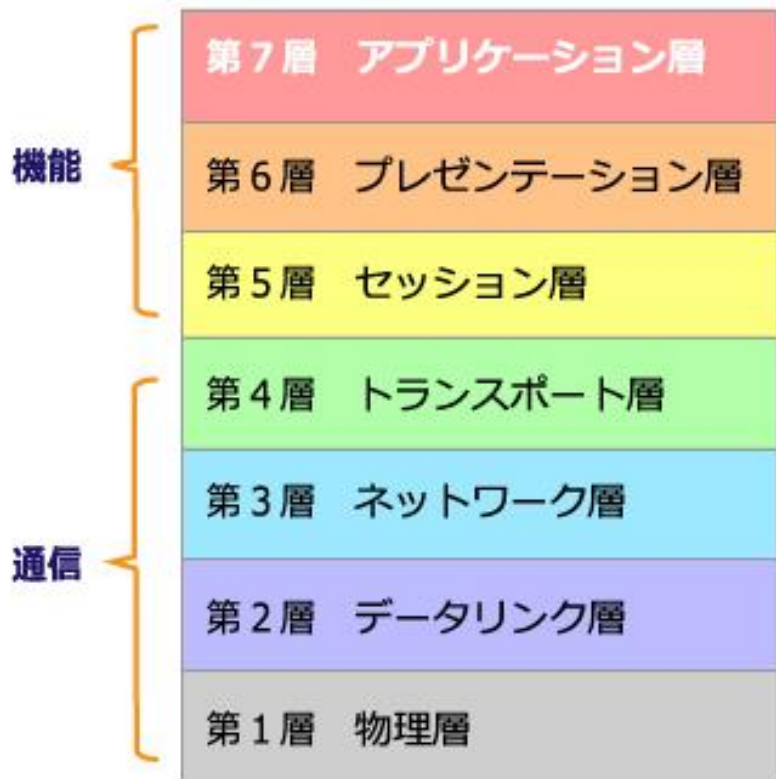 第7層　アプリケーション層
機能
第6層　プレゼンテーション層
第5層　セッション層
第4層　トランスポート層
第3層　ネットワーク層
通信
第2層　データリンク層
第1層　物理層